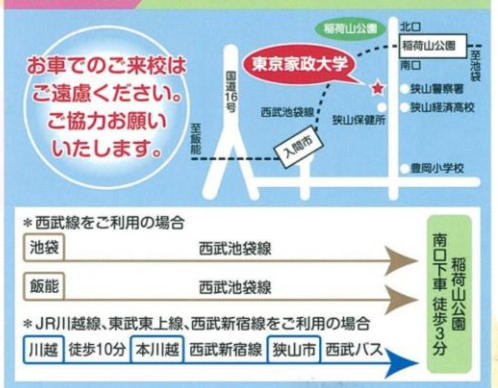 お車でのご来校は
ご遠慮ください。
ご協力お願い
いたします。
稲荷山公園
北口
稲荷山公園
南口
至池袋
東京家政大学
国道16号
狭山警察署
狭山経済高校
狭山保健所
西武池袋線
至飯能
入間市
豊岡小学校
＊西武線をご利用の場合
池袋 西武池袋線
飯能 西武池袋線
＊JR川越線、東武東上線、西武新宿線をご利用の場合
川越 徒歩10分 本川越 西武新宿線 狭山市 西武バス
稲荷山公園
南口下車 徒歩3分